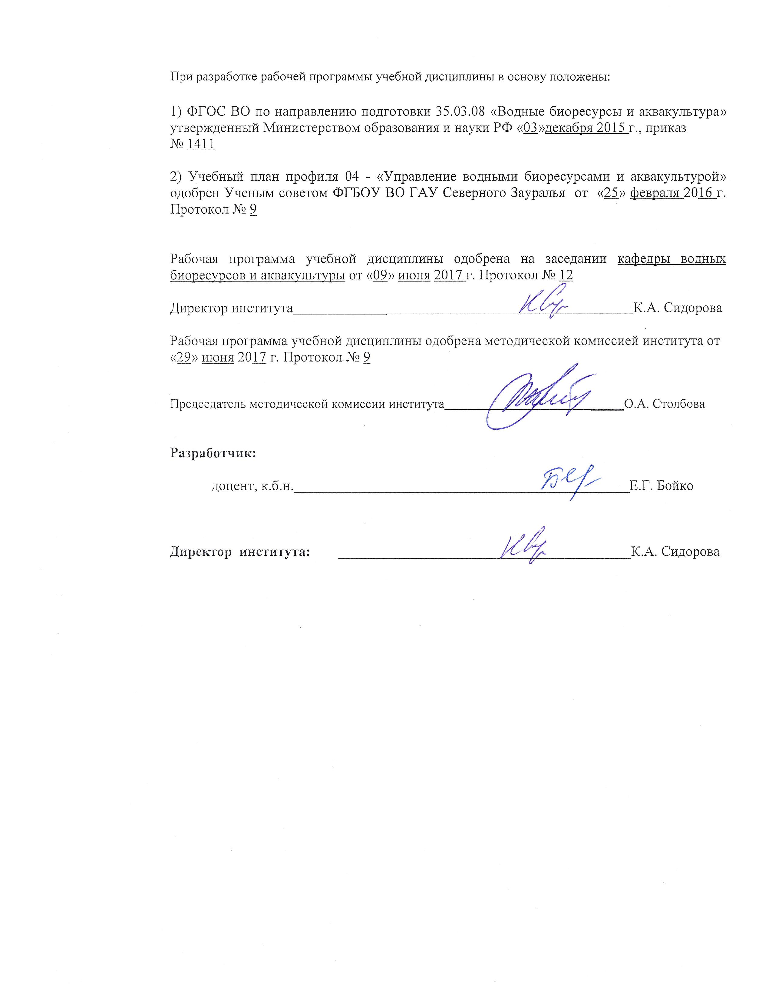 При разработке рабочей программы учебной дисциплины в основу положены:
1) ФГОС ВО по направлению подготовки 35.03.08 «Водные биоресурсы и аквакультура»
утвержденный Министерством образования и науки РФ «03»декабря 2015 г., приказ
№ 1411
2) Учебный план профиля 04 - «Управление водными биоресурсами и аквакультурой»
одобрен Ученым советом ФГБОУ ВО ГАУ Северного Зауралья от «25» февраля 2016 г.
Протокол № 9
Рабочая программа учебной дисциплины одобрена на заседании кафедры водных
биоресурсов и аквакультуры от «09» июня 2017 г. Протокол № 12
Директор института К.А. Сидорова
Рабочая программа учебной дисциплины одобрена методической комиссией института от
«29» июня 2017 г. Протокол № 9
Председатель методической комиссии института О.А. Столбова
Разработчик:
доцент, к.б.н. Е.Г. Бойко
Директор института: К.А. Сидорова